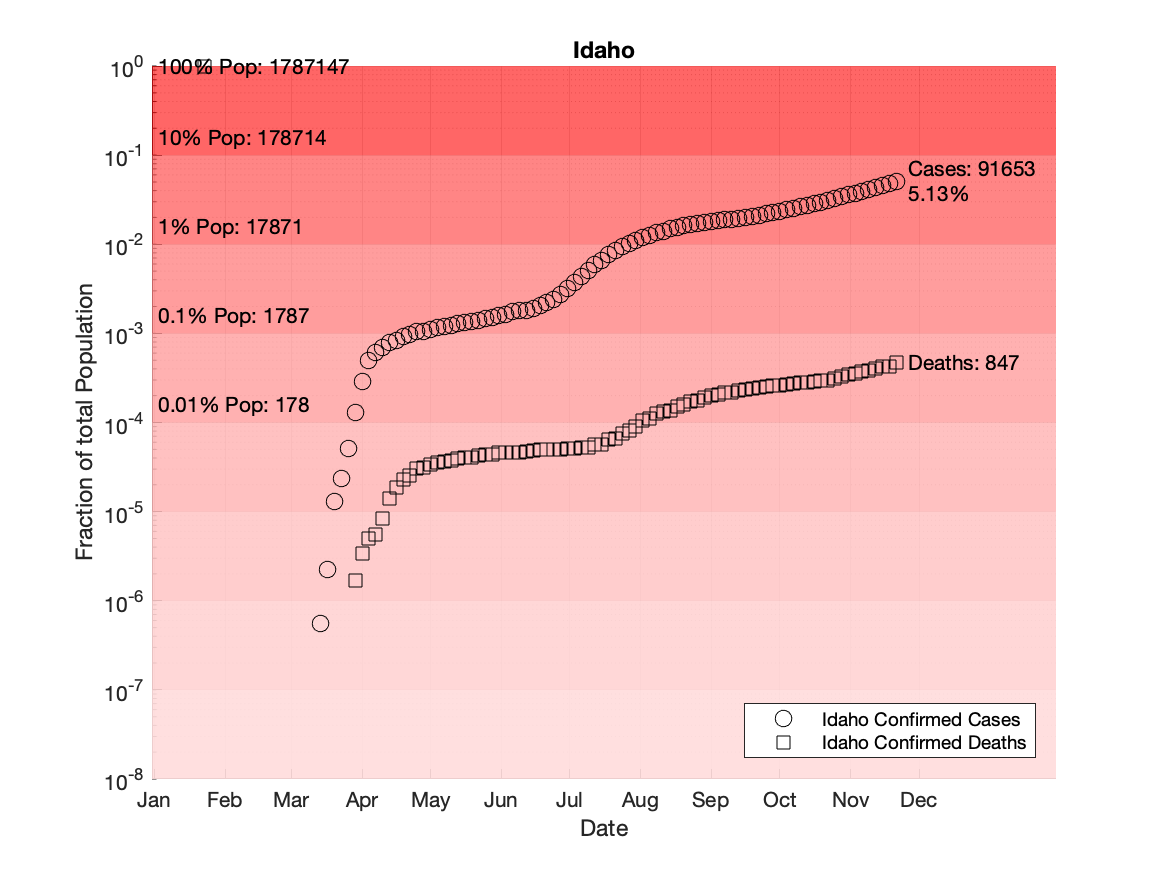 Idaho
10^0
100% Pop: 1787147
10% Pop: 178714
10^-1
Cases: 91653
5.13%
1% Pop: 17871
10^-2
0.1% Pop: 1787
10^-3
Deaths: 847
0.01% Pop: 178
10^-4
10^-5
10^-6
10^-7
10^-8
Fraction of total Population
Idaho Confirmed Cases
Idaho Confirmed Deaths
Jan Feb Mar Apr May Jun Jul Aug Sep Oct Nov Dec
Date